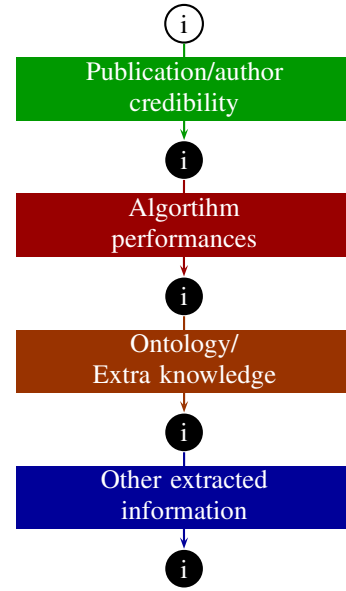 i
Publication/author
credibility
i
Algortihm
performances
i
Ontology/
Extra knowledge
i
Other extracted
information
i